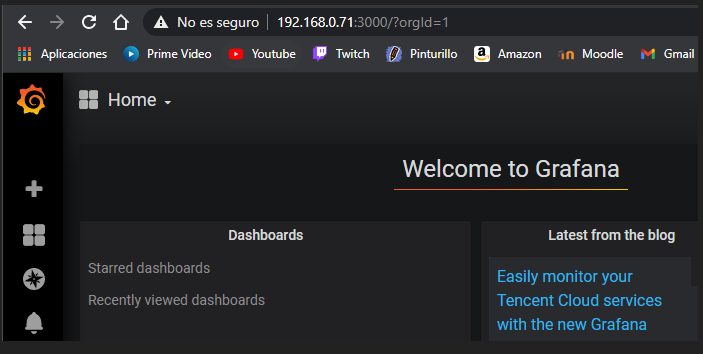 No es seguro | 192.168.0.71:3000/?orgId=1
Aplicaciones Prime Video Youtube Twitch Pinturillo Amazon Moodle Gmail
Home
Welcome to Grafana
Dashboards
Starred dashboards
Recently viewed dashboards
Latest from the blog
Easily monitor your
Tencent Cloud services
with the new Grafana